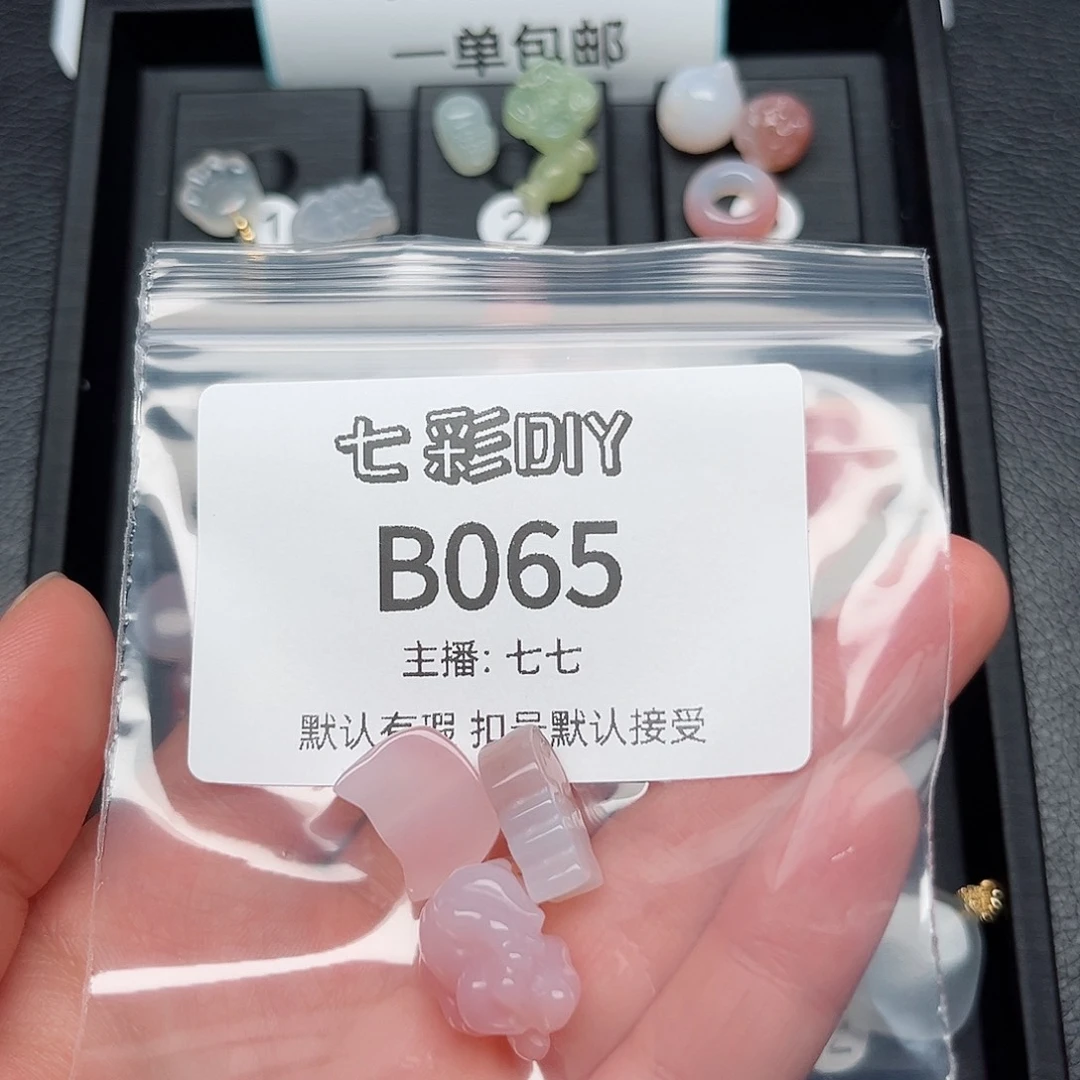 一单包邮
1
2
七彩DIY
B065
主播: 七七
默认有瑕 扣号默认接受